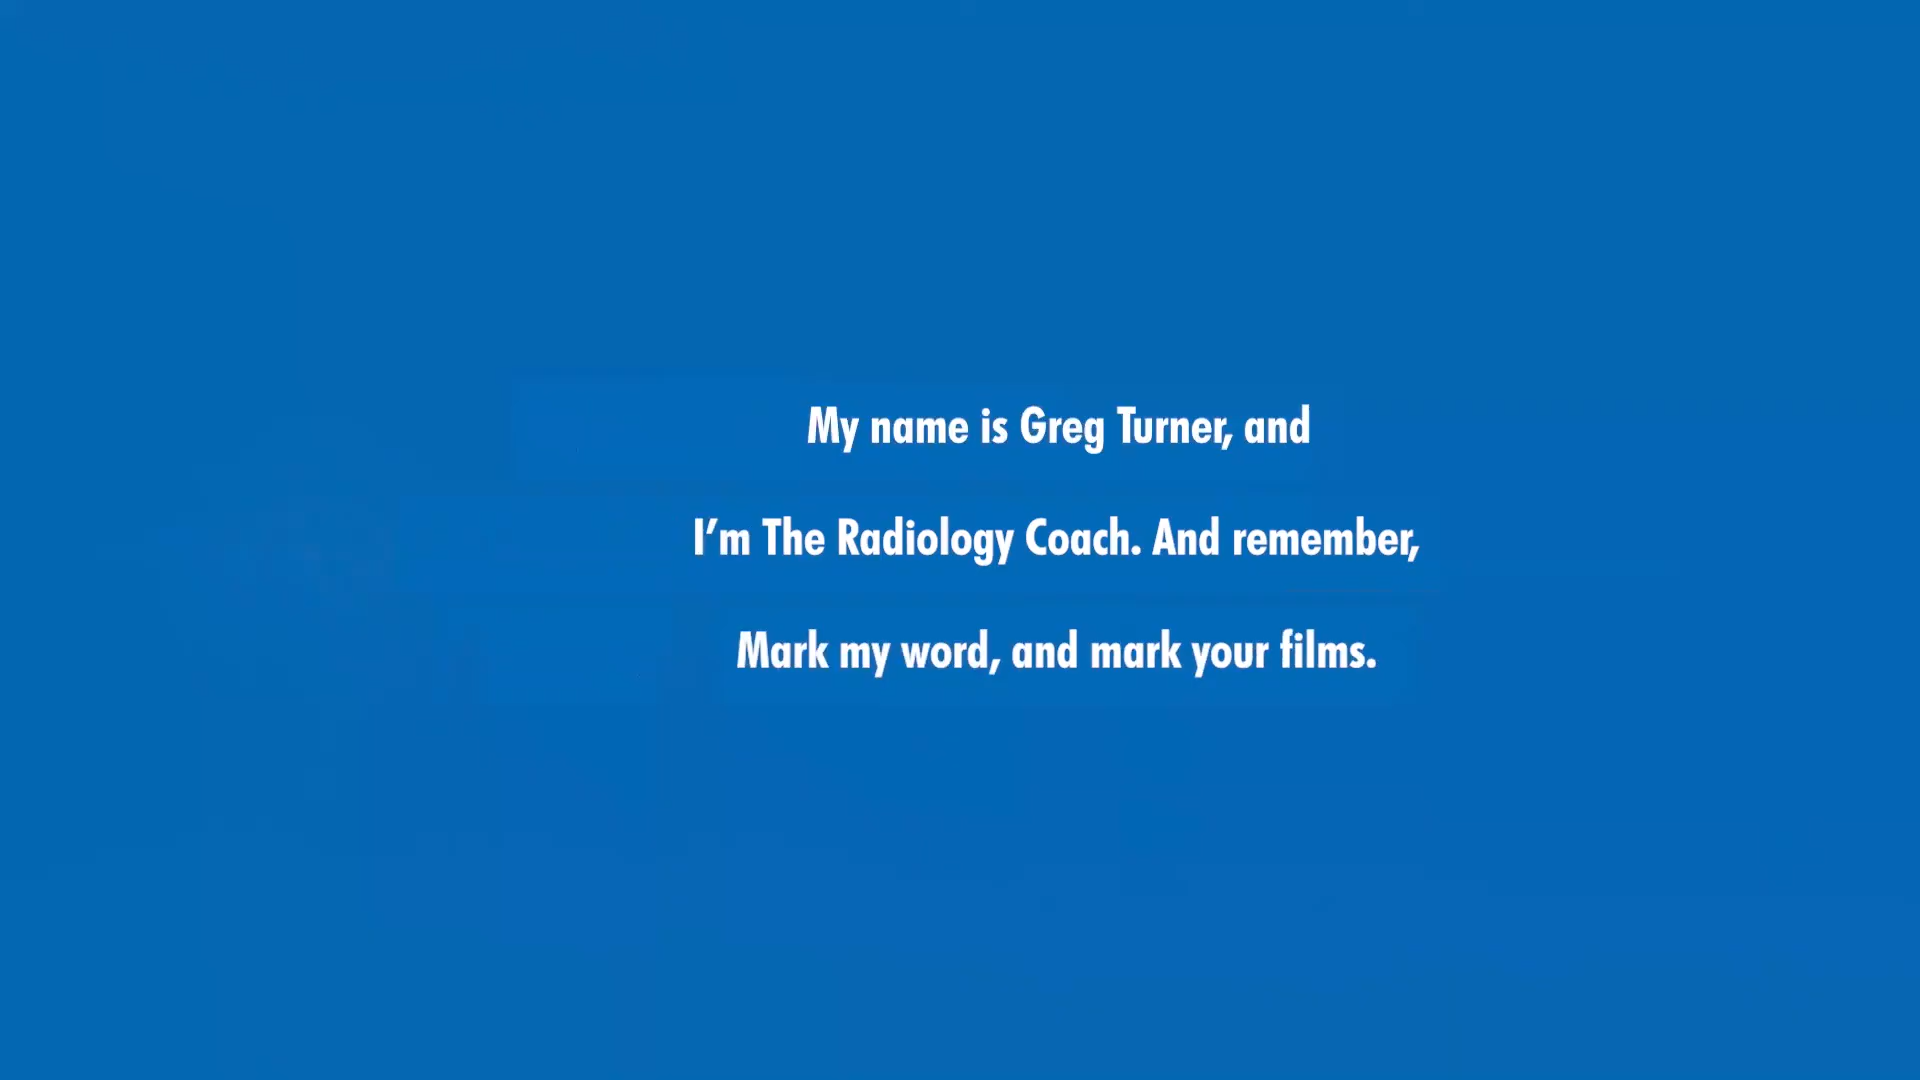 My name is Greg Turner, and
I’m The Radiology Coach. And remember,
Mark my word, and mark your films.